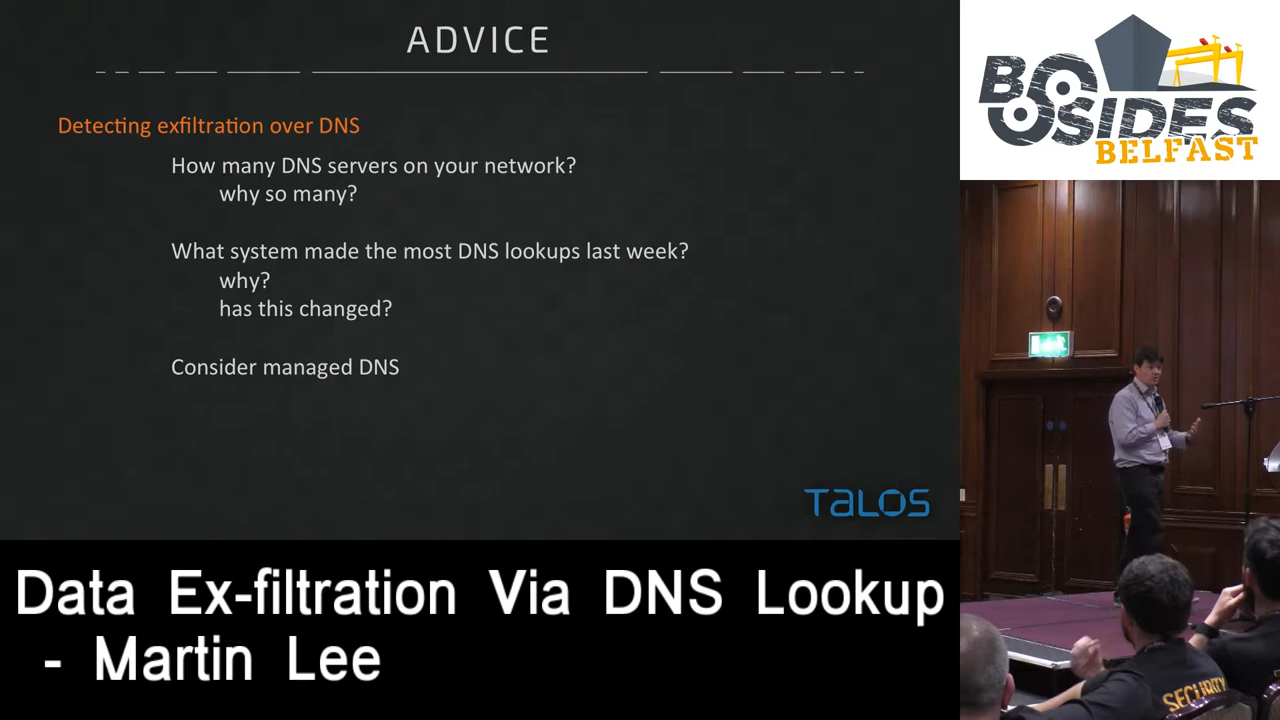 ADVICE
Detecting exfiltration over DNS
How many DNS servers on your network?
why so many?
What system made the most DNS lookups last week?
why?
has this changed?
Consider managed DNS
TALOS
BSIDES
BELFAST
SECURITY
Data Ex-filtration Via DNS Lookup
- Martin Lee